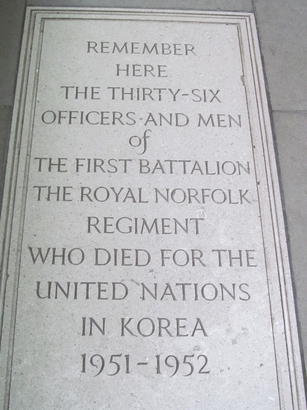 REMEMBER
HERE
THE THIRTY-SIX
OFFICERS·AND MEN
of
THE FIRST BATTALION
THE ROYAL NORFOLK
REGIMENT
WHO DIED FOR THE
UNITED NATIONS
IN KOREA
1951-1952